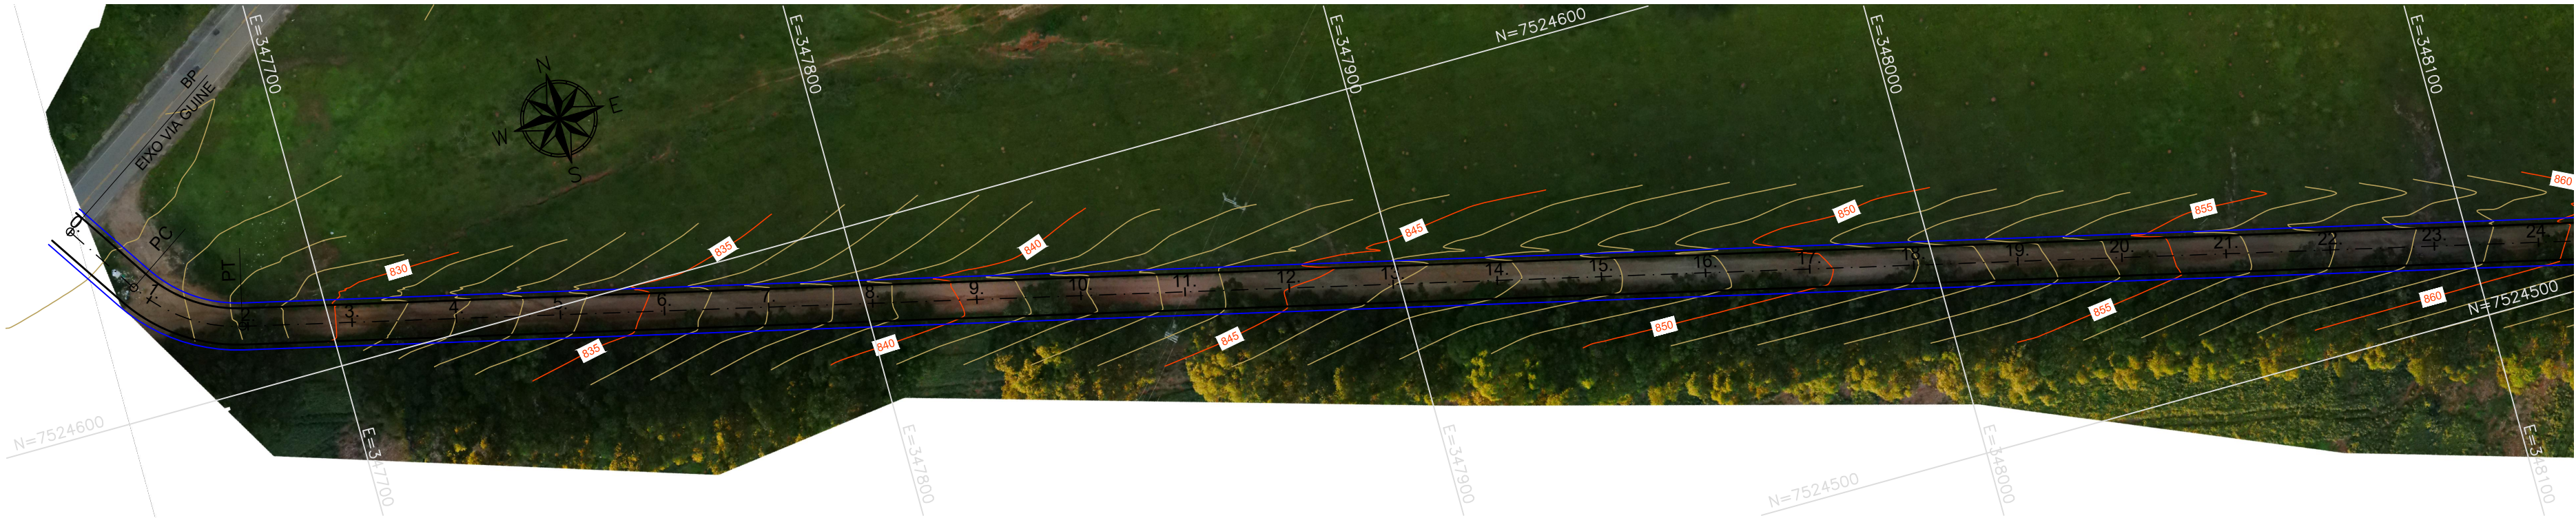 E=347700
E=347800
E=347900
E=348000
E=348100
N=7524600
BP
EIXO VIA GUINE
N
W
E
S
PC
PT
0.
1.
2.
3.
4.
5.
6.
7.
8.
9.
10.
11.
12.
13.
14.
15.
16.
17.
18.
19.
20.
21.
22.
23.
24.
830
835
840
845
850
855
860
835
840
845
850
855
860
N=7524600
N=7524500
N=7524500
E=347700
E=347800
E=347900
E=348000
E=348100